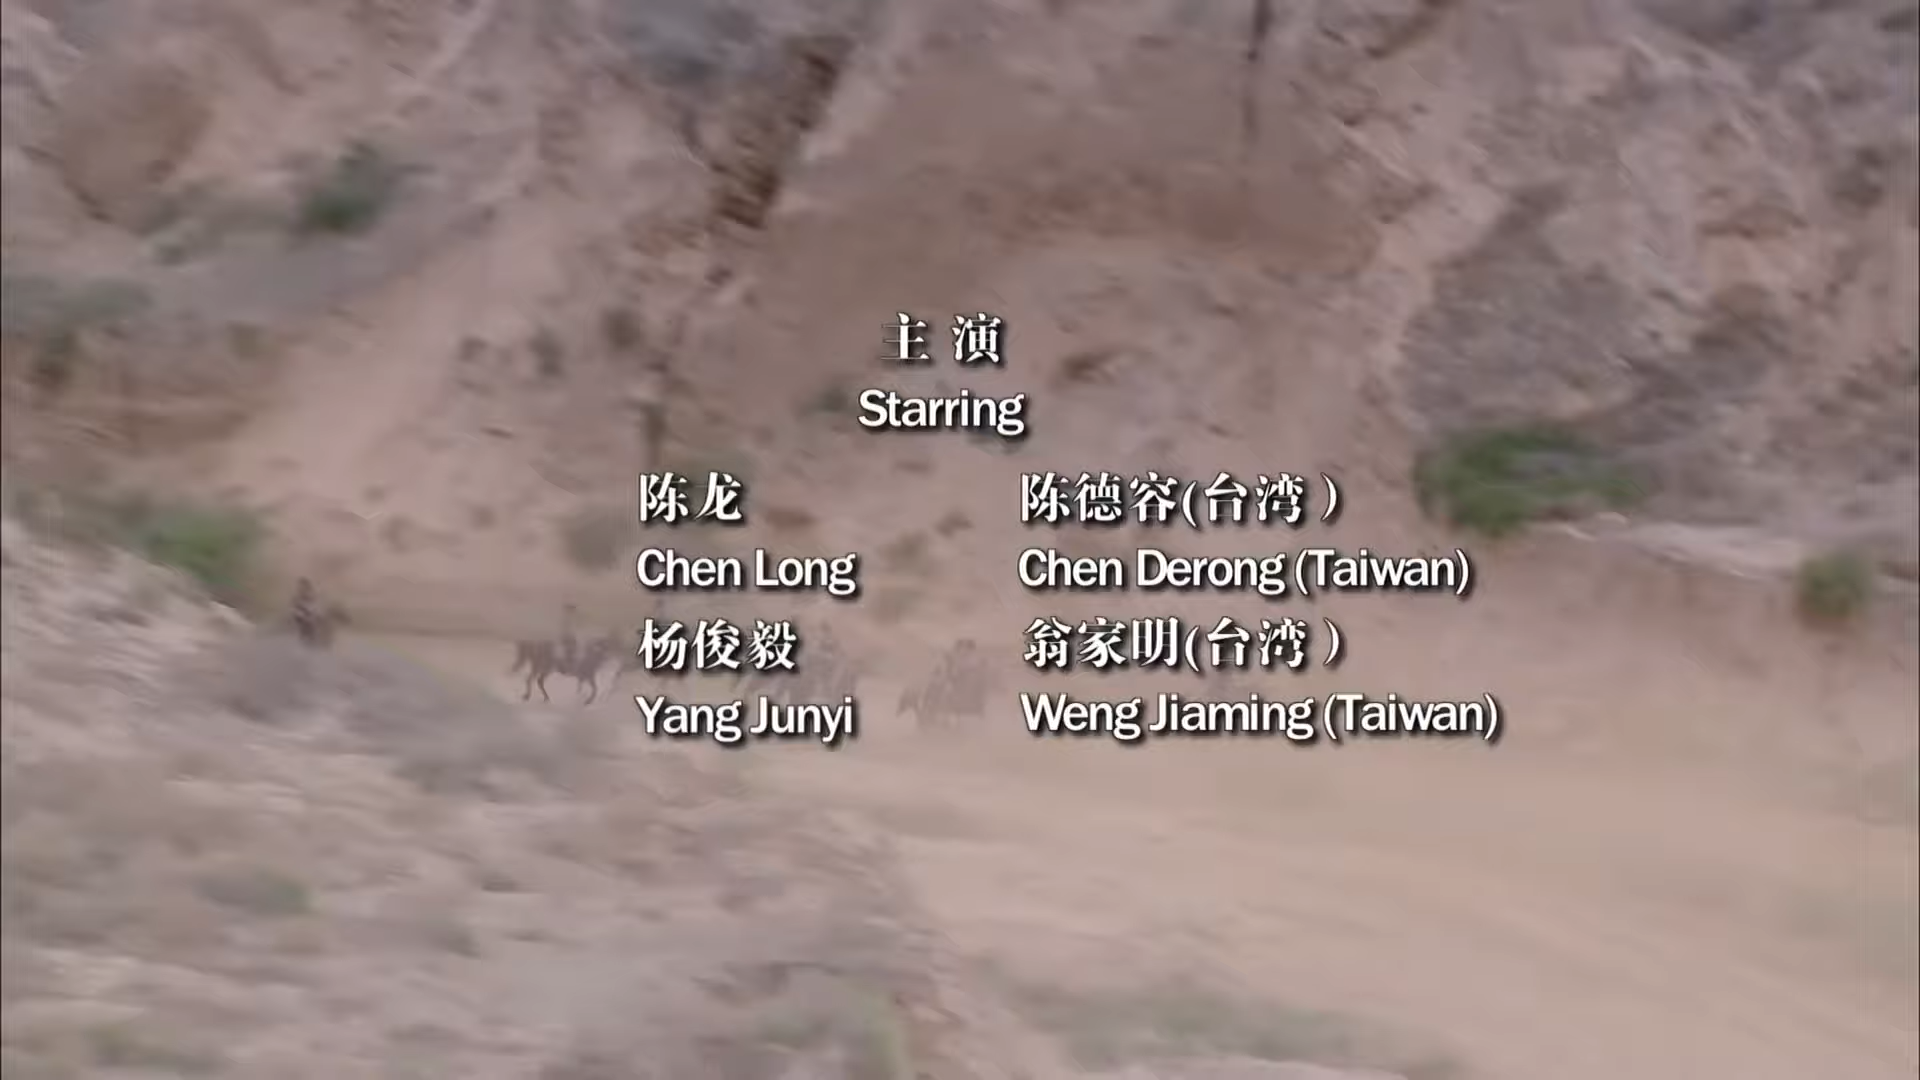 主演
Starring
陈龙 陈德容(台湾)
Chen Long Chen Derong (Taiwan)
杨俊毅 翁家明(台湾)
Yang Junyi Weng Jiaming (Taiwan)